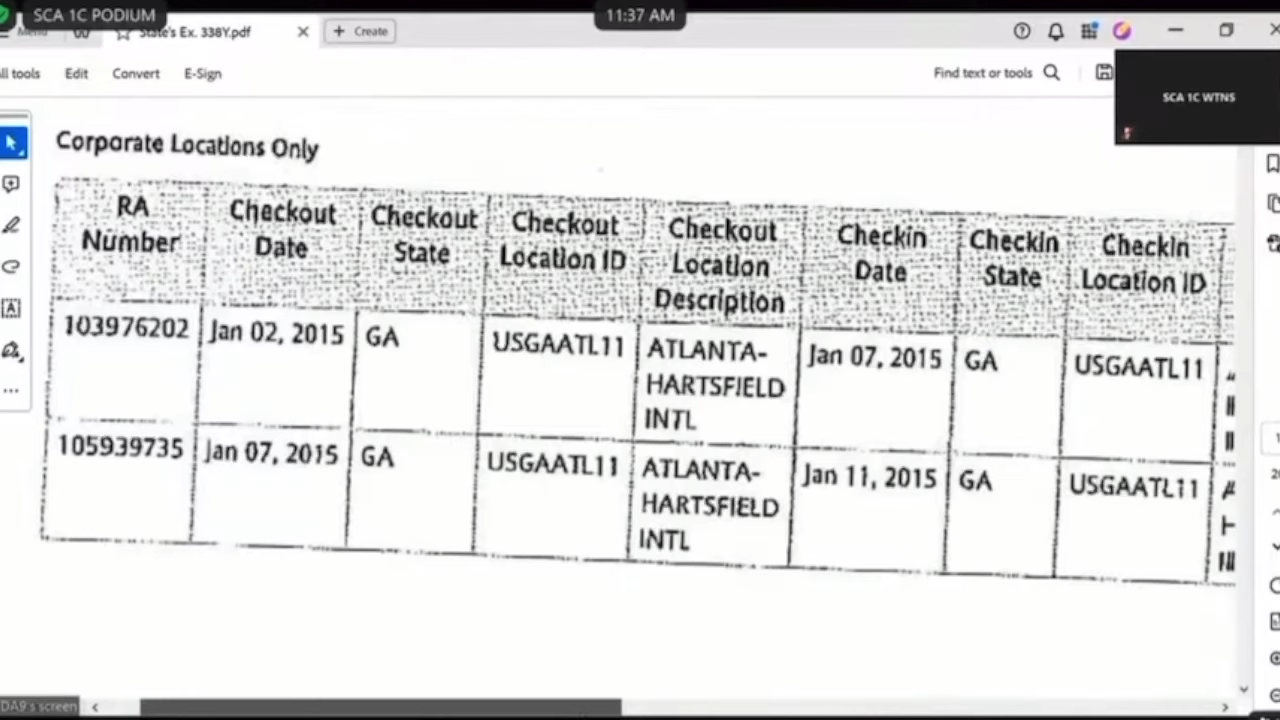 SCA 1C PODIUM
11:37 AM
Menu
State's Ex. 338Y.pdf
+ Create
All tools
Edit
Convert
E-Sign
Find text or tools
SCA 1C WTNS
Corporate Locations Only
RA Number
Checkout Date
Checkout State
Checkout Location ID
Checkout Location Description
Checkin Date
Checkin State
Checkin Location ID
103976202
Jan 02, 2015
GA
USGAATL11
ATLANTA-
HARTSFIELD
INTL
Jan 07, 2015
GA
USGAATL11
105939735
Jan 07, 2015
GA
USGAATL11
ATLANTA-
HARTSFIELD
INTL
Jan 11, 2015
GA
USGAATL11
DA9's screen